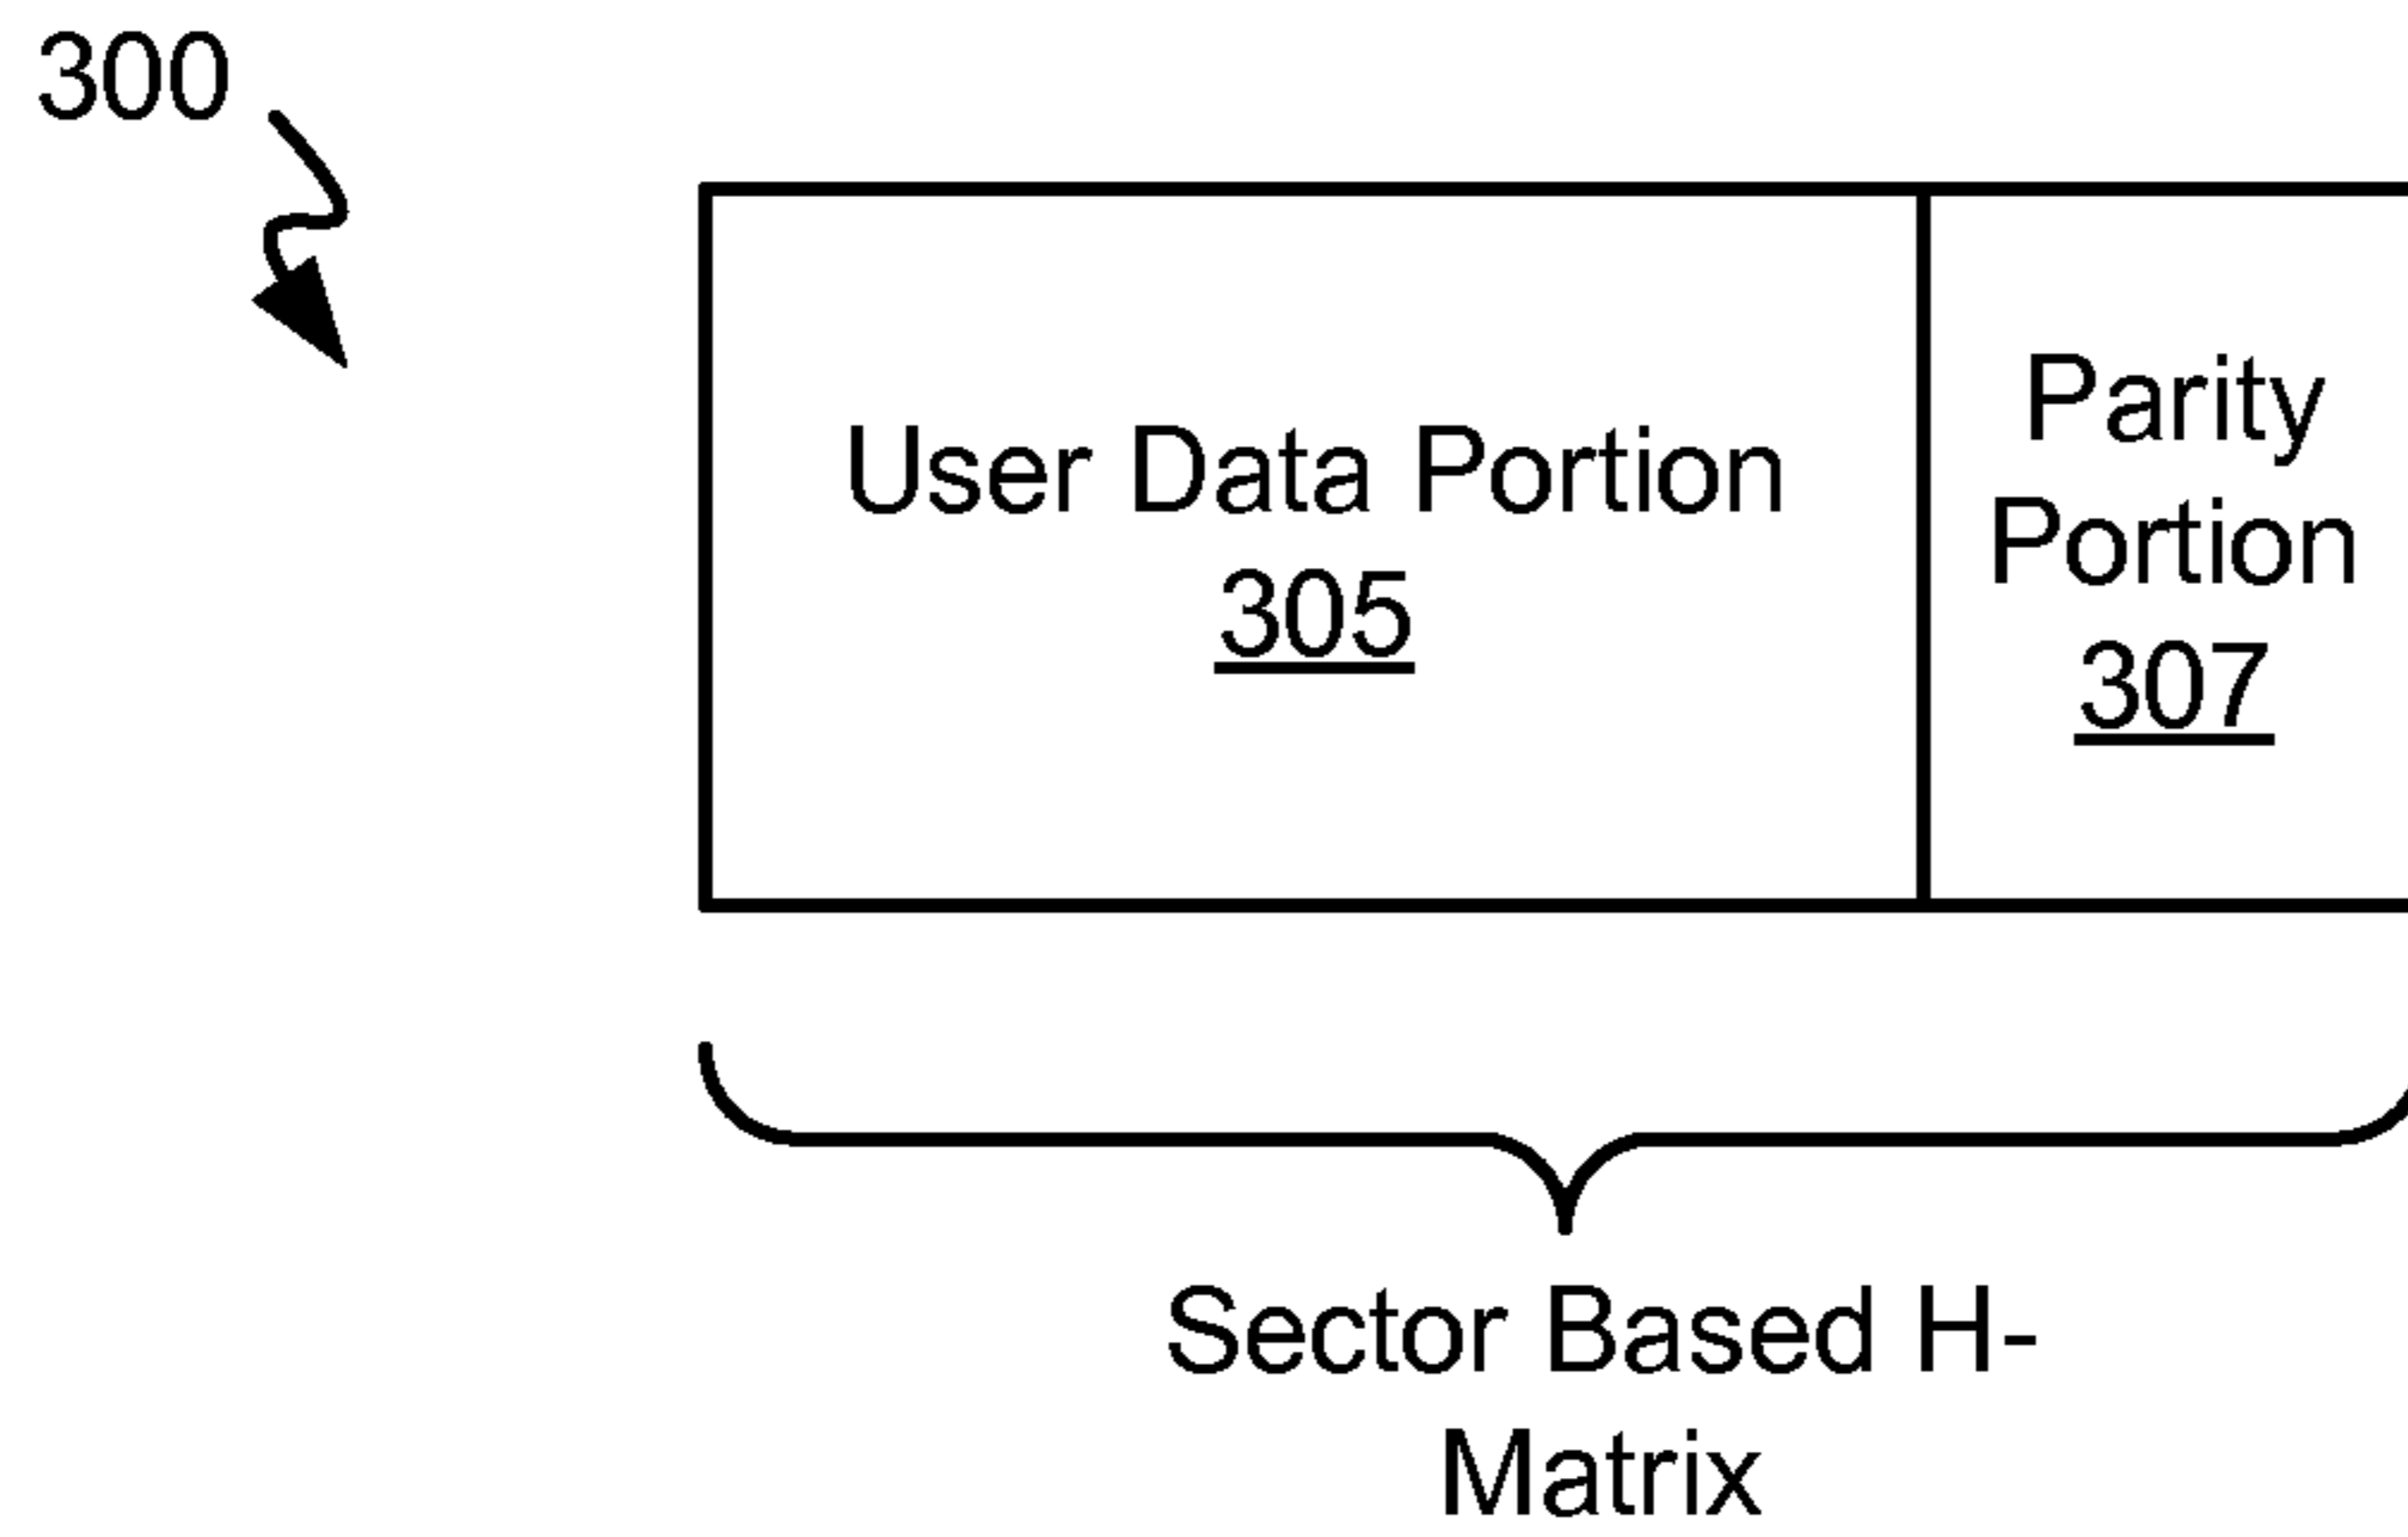 300
User Data Portion
305
Parity
Portion
307
Sector Based H-
Matrix